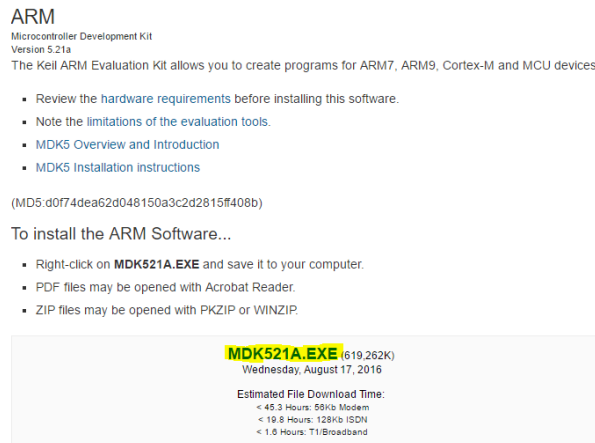 ARM
Microcontroller Development Kit
Version 5.21a
The Keil ARM Evaluation Kit allows you to create programs for ARM7, ARM9, Cortex-M and MCU devices
Review the hardware requirements before installing this software.
Note the limitations of the evaluation tools.
MDK5 Overview and Introduction
MDK5 Installation instructions
(MD5:d0f74dea62d048150a3c2d2815ff408b)
To install the ARM Software...
Right-click on MDK521A.EXE and save it to your computer.
PDF files may be opened with Acrobat Reader.
ZIP files may be opened with PKZIP or WINZIP.
MDK521A.EXE (619,262K)
Wednesday, August 17, 2016
Estimated File Download Time:
< 45.3 Hours: 56Kb Modem
< 19.8 Hours: 128Kb ISDN
< 1.6 Hours: T1/Broadband